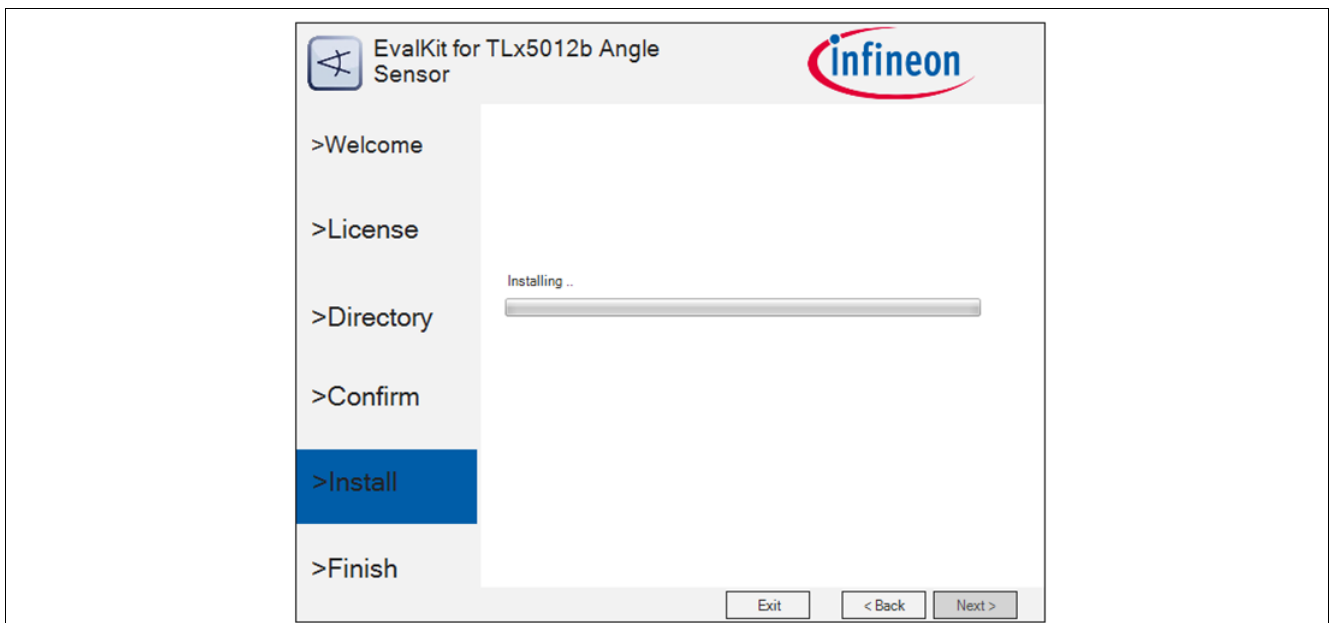 EvalKit for TLx5012b Angle
Sensor
infineon
>Welcome
>License
Installing ..
>Directory
>Confirm
>Install
>Finish
Exit
< Back
Next >